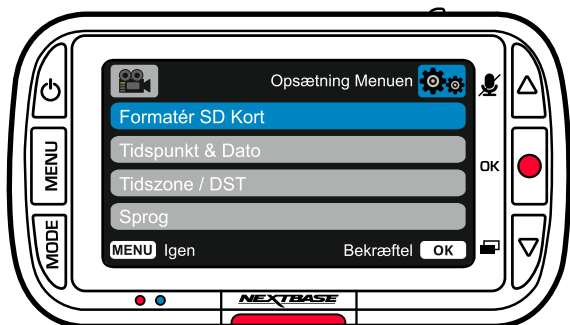 Opsætning Menuen
Formatér SD Kort
Tidspunkt & Dato
Tidszone / DST
Sprog
MENU Igen Bekræftel OK
MENU
MODE
OK
NEXTBASE